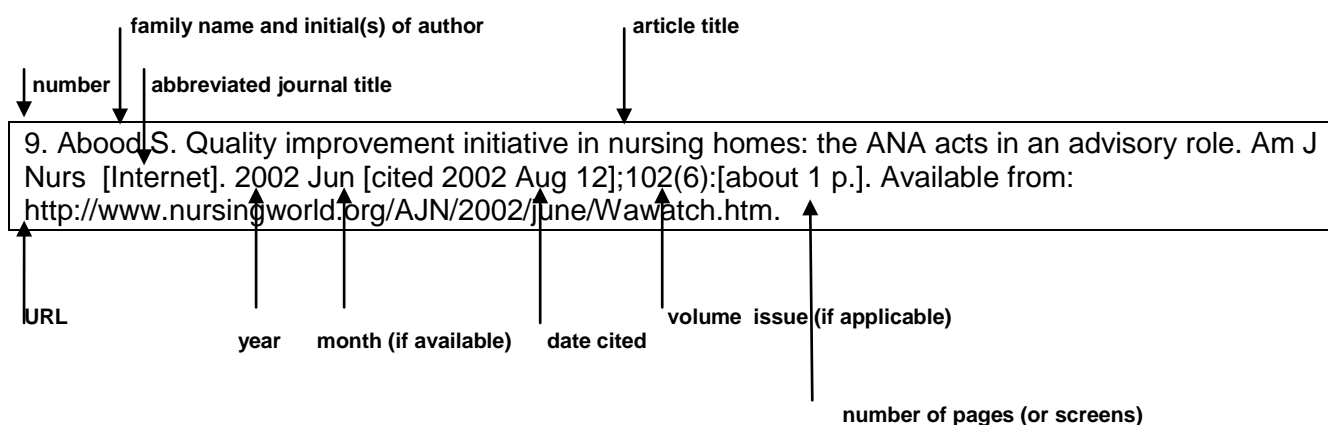 family name and initial(s) of author
article title
number
abbreviated journal title
9. Abood S. Quality improvement initiative in nursing homes: the ANA acts in an advisory role. Am J
Nurs [Internet]. 2002 Jun [cited 2002 Aug 12];102(6):[about 1 p.]. Available from:
http://www.nursingworld.org/AJN/2002/june/Wawatch.htm.
URL
volume issue (if applicable)
year
month (if available)
date cited
number of pages (or screens)